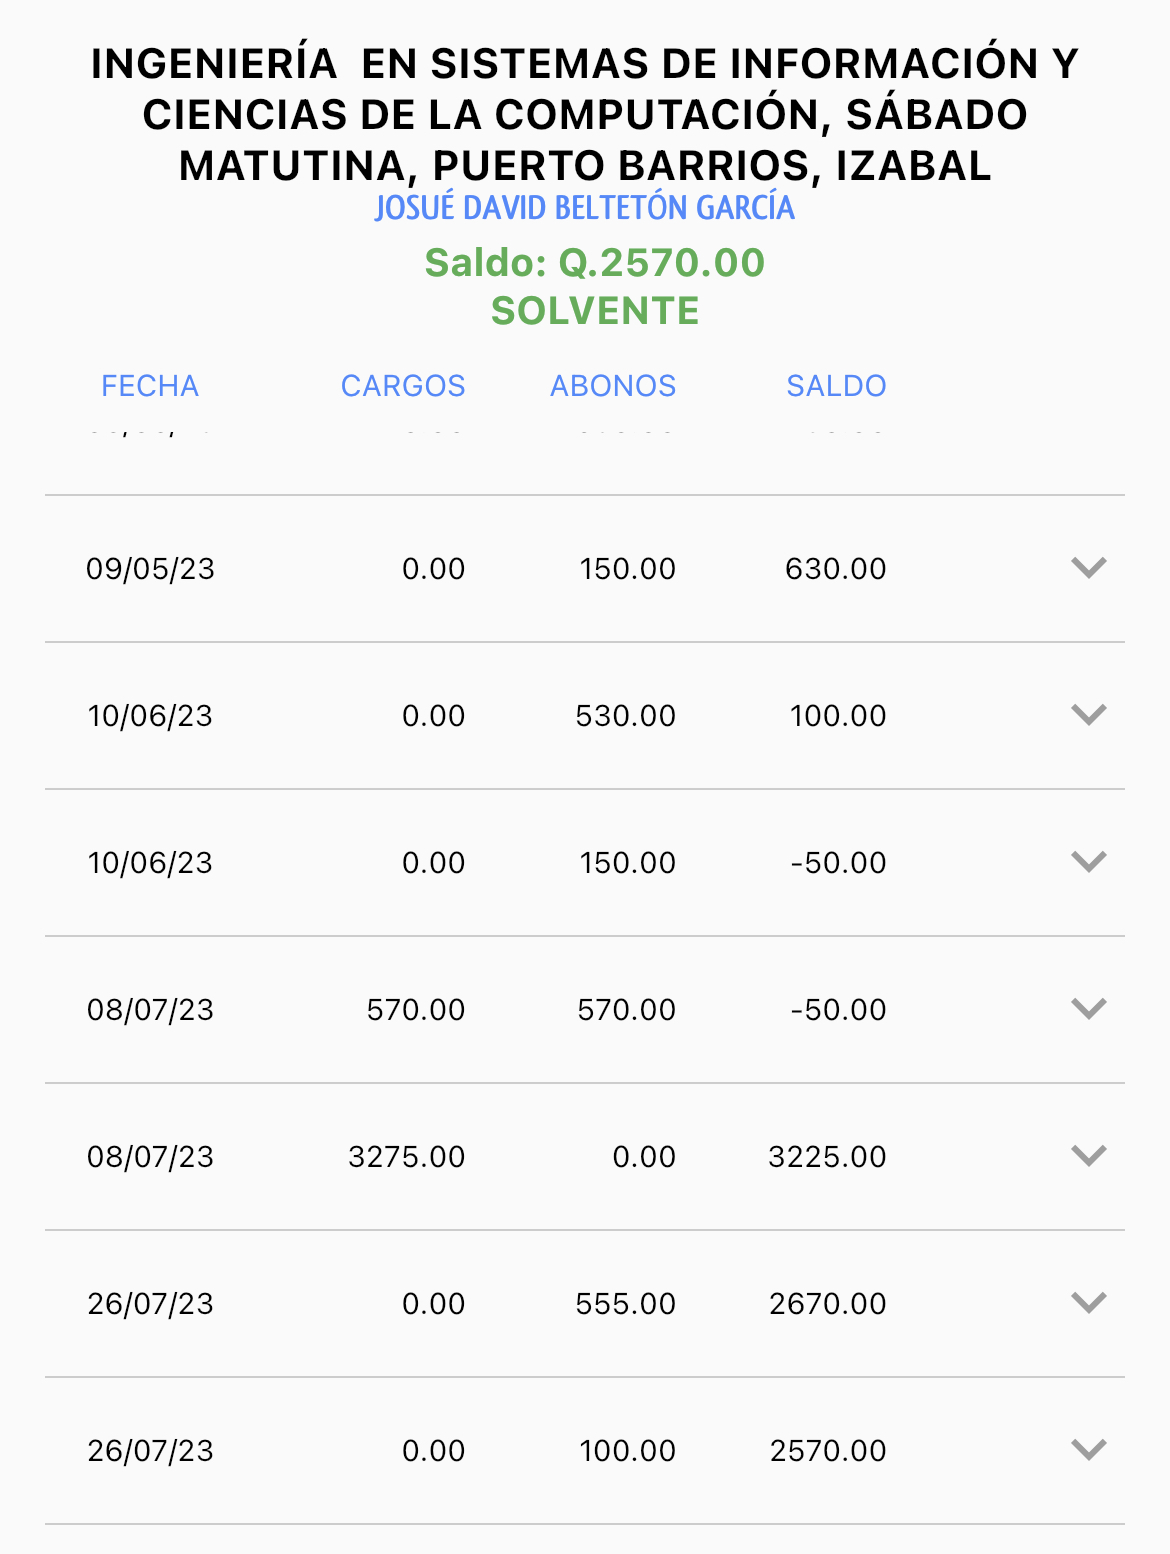 INGENIERÍA  EN SISTEMAS DE INFORMACIÓN Y
CIENCIAS DE LA COMPUTACIÓN, SÁBADO
MATUTINA, PUERTO BARRIOS, IZABAL
JOSUÉ DAVID BELTETÓN GARCÍA
Saldo: Q.2570.00
SOLVENTE
FECHA CARGOS ABONOS SALDO
09/05/23 0.00 150.00 630.00
10/06/23 0.00 530.00 100.00
10/06/23 0.00 150.00 -50.00
08/07/23 570.00 570.00 -50.00
08/07/23 3275.00 0.00 3225.00
26/07/23 0.00 555.00 2670.00
26/07/23 0.00 100.00 2570.00